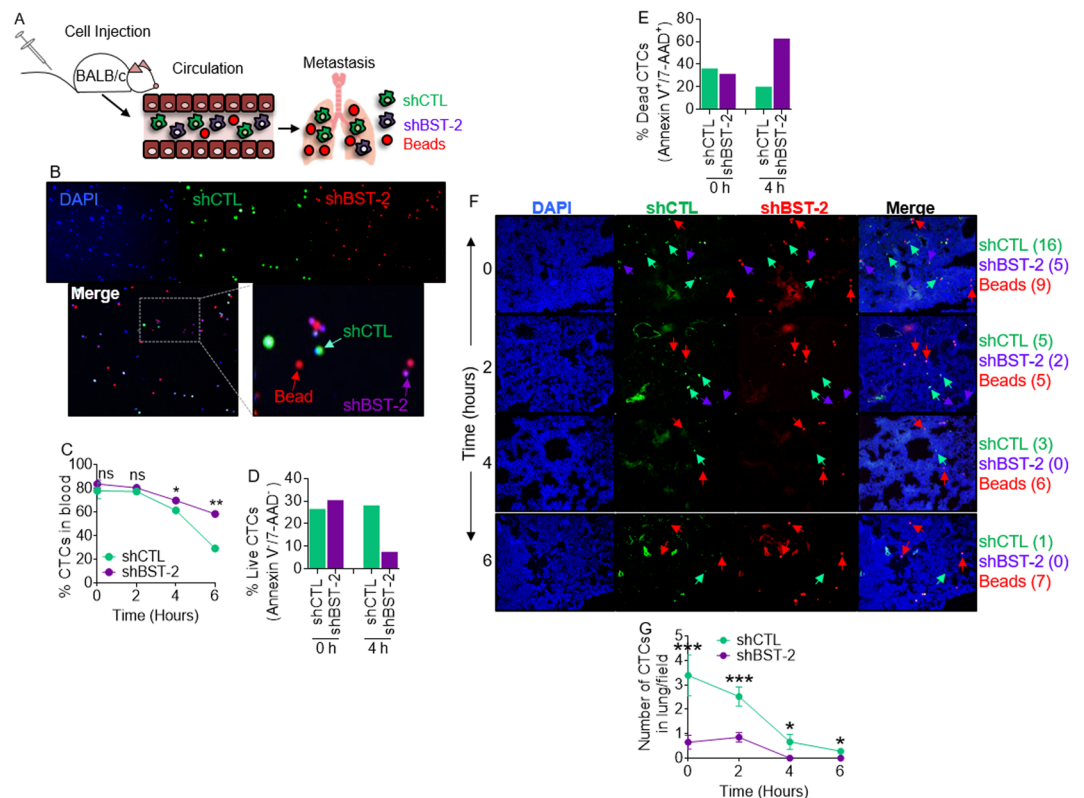 A
Cell Injection
BALB/c
Circulation
Metastasis
shCTL
shBST-2
Beads
B
DAPI
shCTL
shBST-2
Merge
shCTL
Bead
shBST-2
C
% CTCs in blood
100
80
60
40
20
0
ns
ns
*
**
shCTL
shBST-2
0 2 4 6
Time (Hours)
D
% Live CTCs
(Annexin V⁻/7-AAD⁻)
40
30
20
10
0
shCTL
shBST-2
shCTL
shBST-2
0 h
4 h
E
% Dead CTCs
(Annexin V⁺/7-AAD⁺)
80
60
40
20
0
shCTL
shBST-2
shCTL
shBST-2
0 h
4 h
F
DAPI
shCTL
shBST-2
Merge
Time (hours)
0
shCTL (16)
shBST-2 (5)
Beads (9)
2
shCTL (5)
shBST-2 (2)
Beads (5)
4
shCTL (3)
shBST-2 (0)
Beads (6)
6
shCTL (1)
shBST-2 (0)
Beads (7)
G
Number of CTCs
in lung/field
5
4
3
2
1
0
shCTL
shBST-2
***
***
*
*
0 2 4 6
Time (Hours)